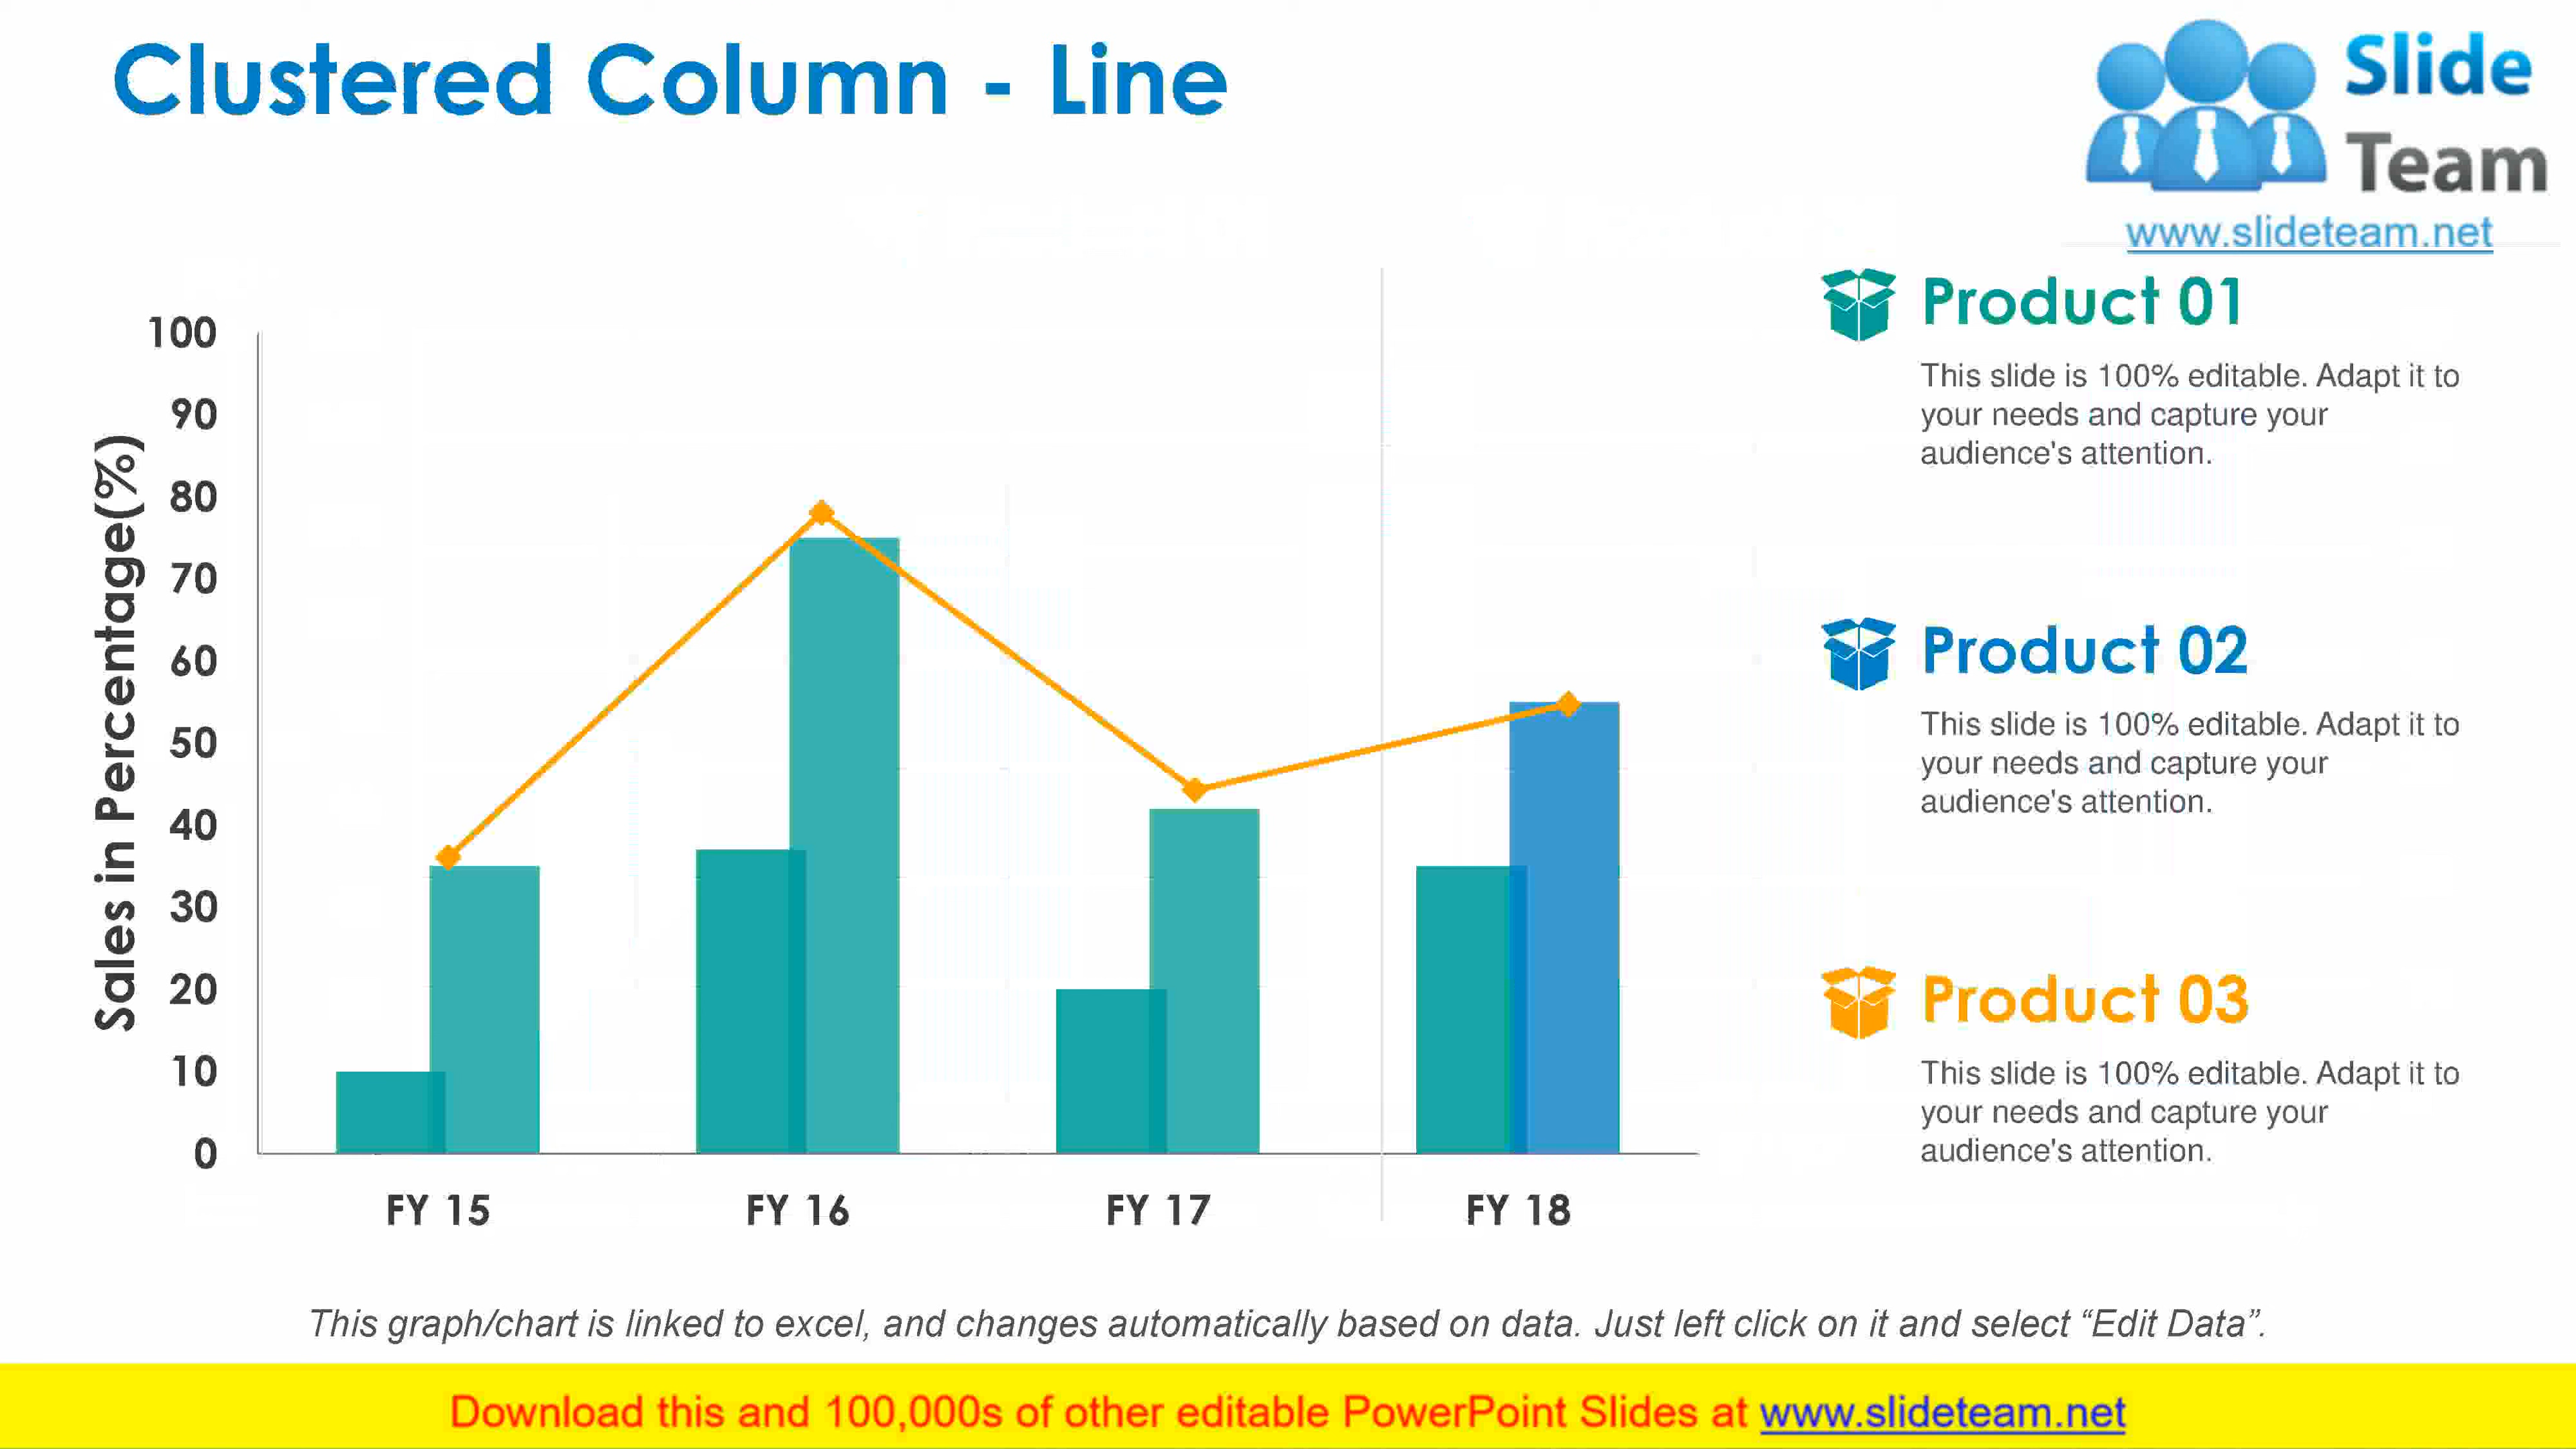 Clustered Column - Line
Slide
Team
www.slideteam.net
Sales in Percentage(%)
100
90
80
70
60
50
40
30
20
10
0
FY 15
FY 16
FY 17
FY 18
Product 01
This slide is 100% editable. Adapt it to
your needs and capture your
audience's attention.
Product 02
This slide is 100% editable. Adapt it to
your needs and capture your
audience's attention.
Product 03
This slide is 100% editable. Adapt it to
your needs and capture your
audience's attention.
This graph/chart is linked to excel, and changes automatically based on data. Just left click on it and select “Edit Data”.
Download this and 100,000s of other editable PowerPoint Slides at www.slideteam.net